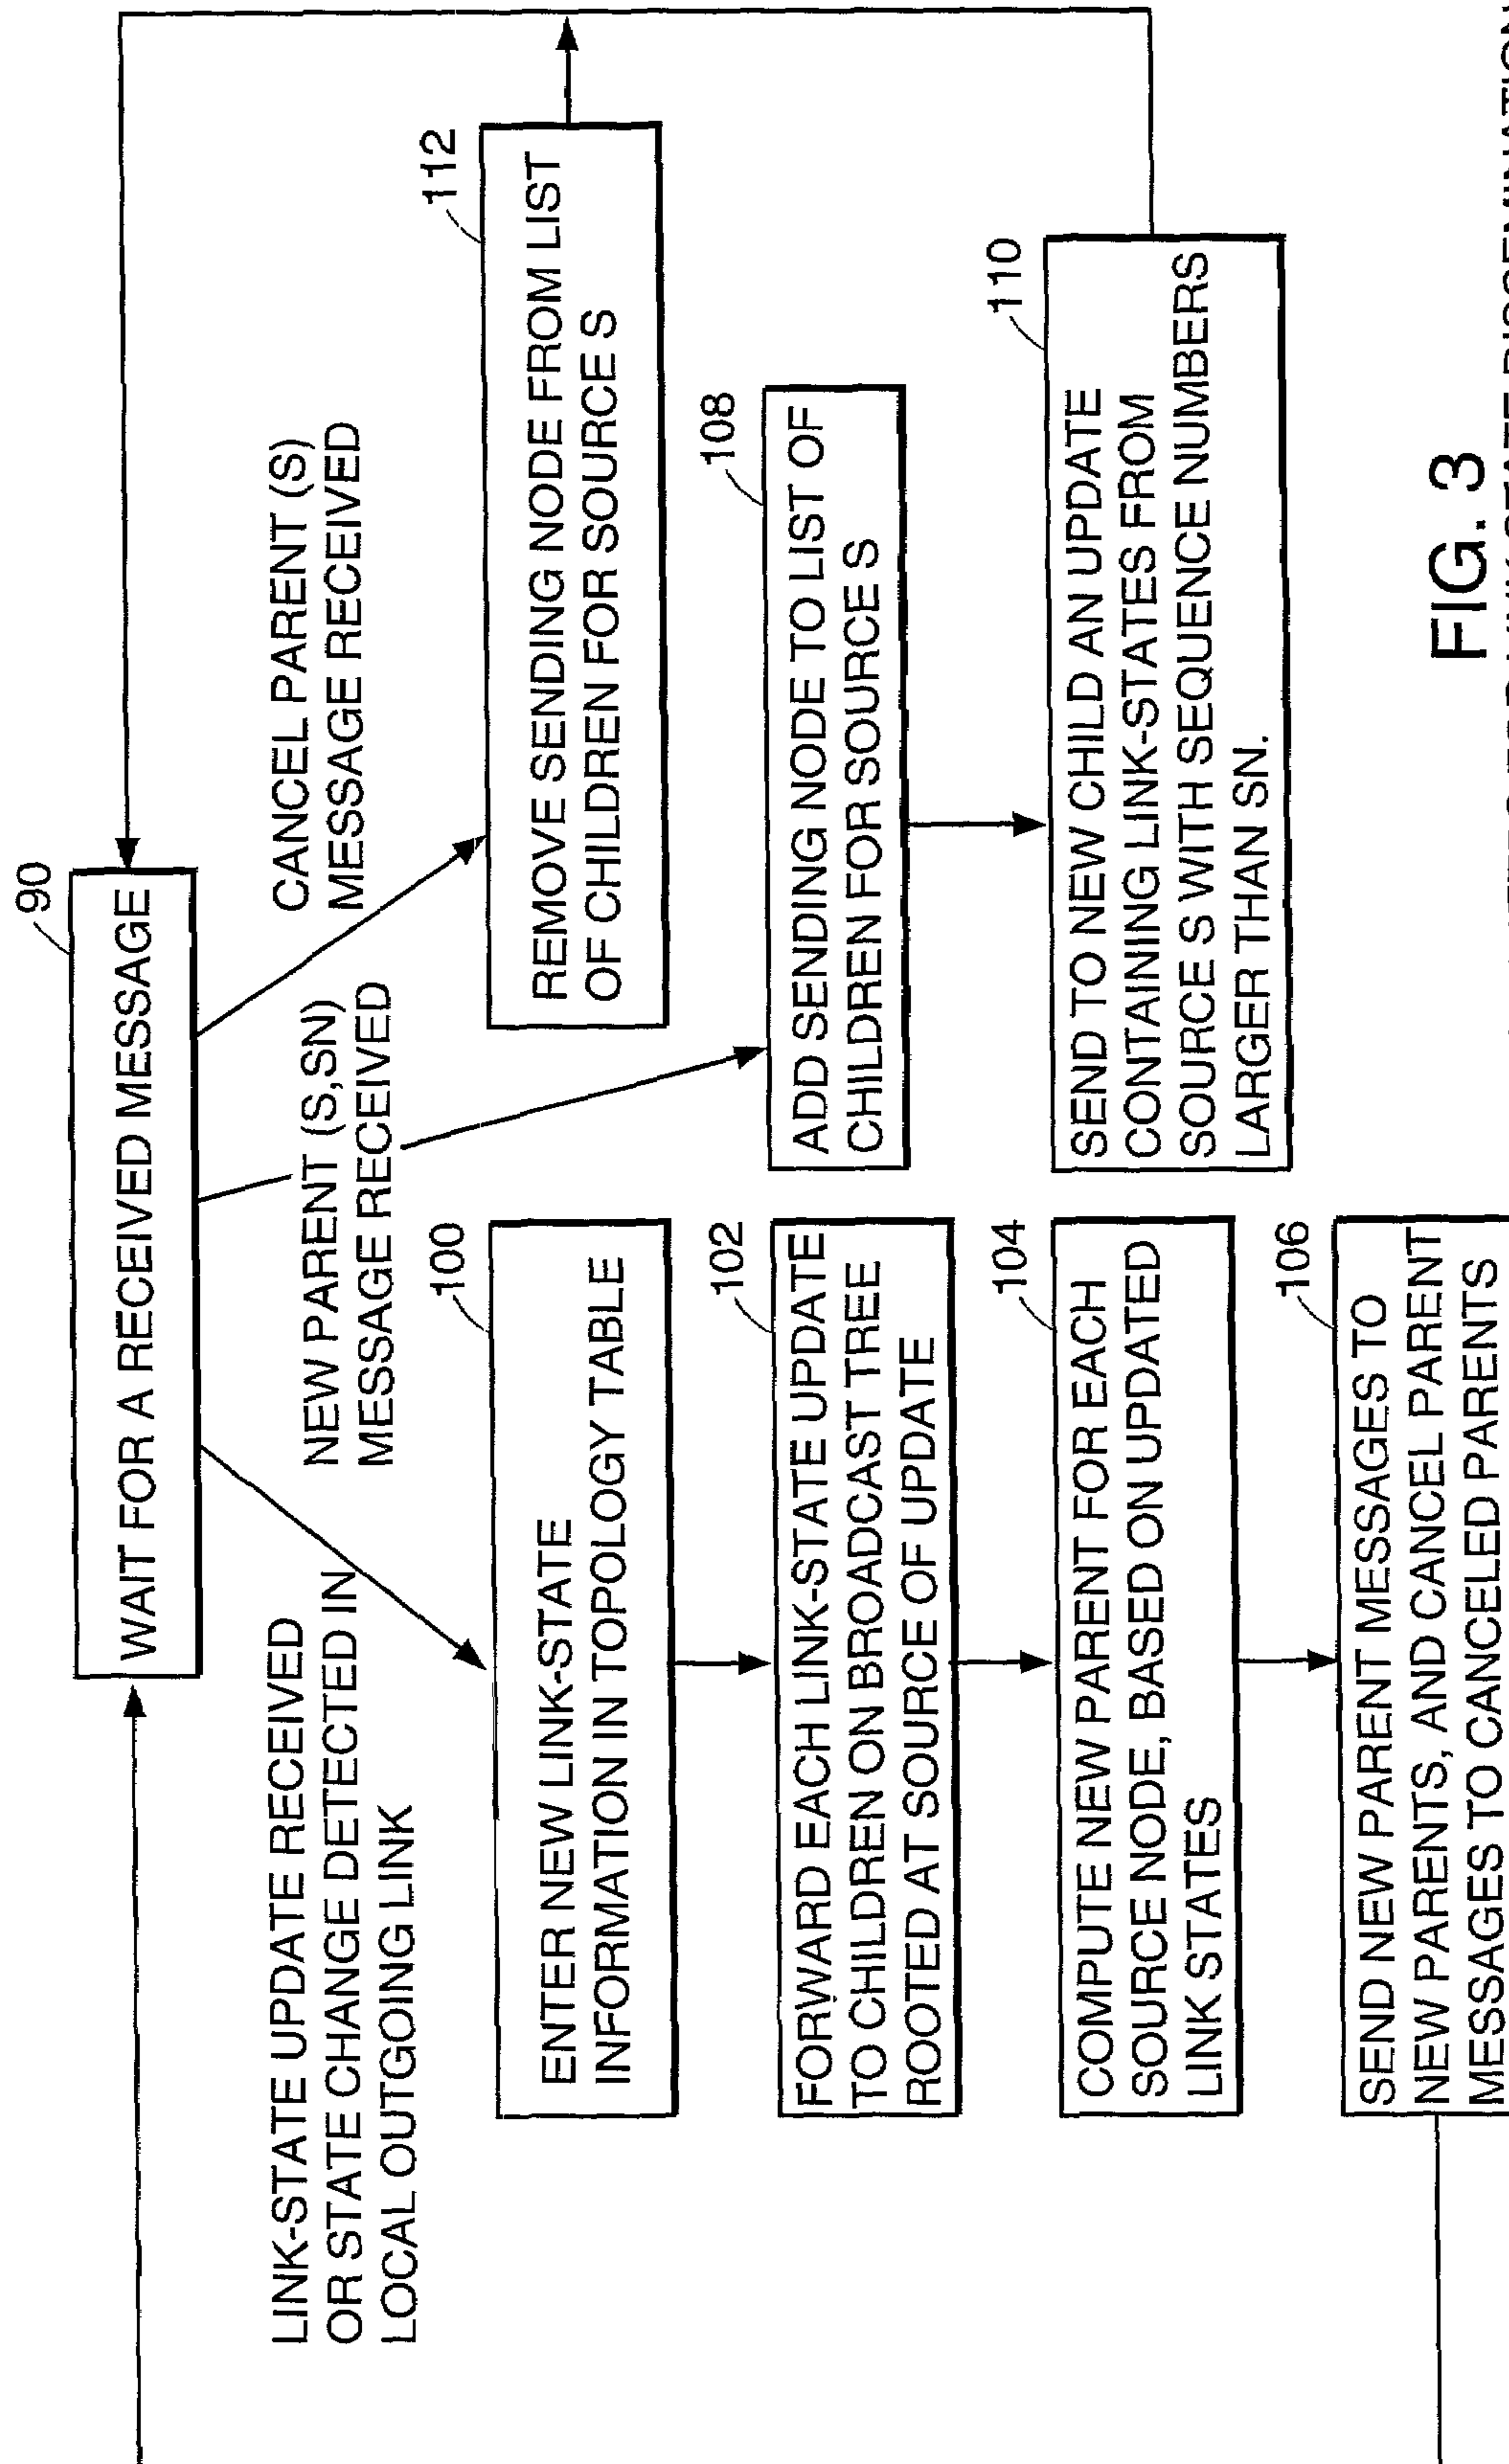 90
WAIT FOR A RECEIVED MESSAGE
LINK-STATE UPDATE RECEIVED
OR STATE CHANGE DETECTED IN
LOCAL OUTGOING LINK
NEW PARENT (S,SN)
MESSAGE RECEIVED
CANCEL PARENT (S)
MESSAGE RECEIVED
100
ENTER NEW LINK-STATE
INFORMATION IN TOPOLOGY TABLE
102
FORWARD EACH LINK-STATE UPDATE
TO CHILDREN ON BROADCAST TREE
ROOTED AT SOURCE OF UPDATE
104
COMPUTE NEW PARENT FOR EACH
SOURCE NODE, BASED ON UPDATED
LINK STATES
106
SEND NEW PARENT MESSAGES TO
NEW PARENTS, AND CANCEL PARENT
MESSAGES TO CANCELED PARENTS
112
REMOVE SENDING NODE FROM LIST
OF CHILDREN FOR SOURCE S
108
ADD SENDING NODE TO LIST OF
CHILDREN FOR SOURCE S
110
SEND TO NEW CHILD AN UPDATE
CONTAINING LINK-STATES FROM
SOURCE S WITH SEQUENCE NUMBERS
LARGER THAN SN.
FIG. 3
LINK-STATE DISSEMINATION